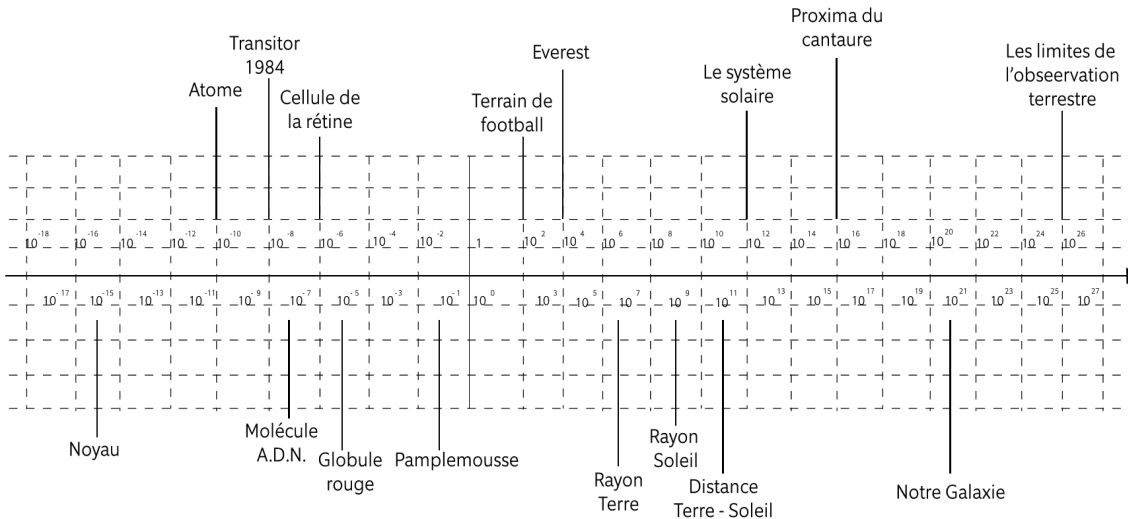 Proxima du
cantaure
Transitor
1984
Everest
Les limites de
l'obseervation
terrestre
Le système
solaire
Atome
Cellule de
la rétine
Terrain de
football
10⁻¹⁸ 10⁻¹⁶ 10⁻¹⁴ 10⁻¹² 10⁻¹⁰ 10⁻⁸ 10⁻⁶ 10⁻⁴ 10⁻² 1 10² 10⁴ 10⁶ 10⁸ 10¹⁰ 10¹² 10¹⁴ 10¹⁶ 10¹⁸ 10²⁰ 10²² 10²⁴ 10²⁶
10⁻¹⁷ 10⁻¹⁵ 10⁻¹³ 10⁻¹¹ 10⁻⁹ 10⁻⁷ 10⁻⁵ 10⁻³ 10⁻¹ 10⁰ 10³ 10⁵ 10⁷ 10⁹ 10¹¹ 10¹³ 10¹⁵ 10¹⁷ 10¹⁹ 10²¹ 10²³ 10²⁵ 10²⁷
Noyau
Molécule
A.D.N.
Globule
rouge
Pamplemousse
Rayon
Terre
Rayon
Soleil
Distance
Terre - Soleil
Notre Galaxie